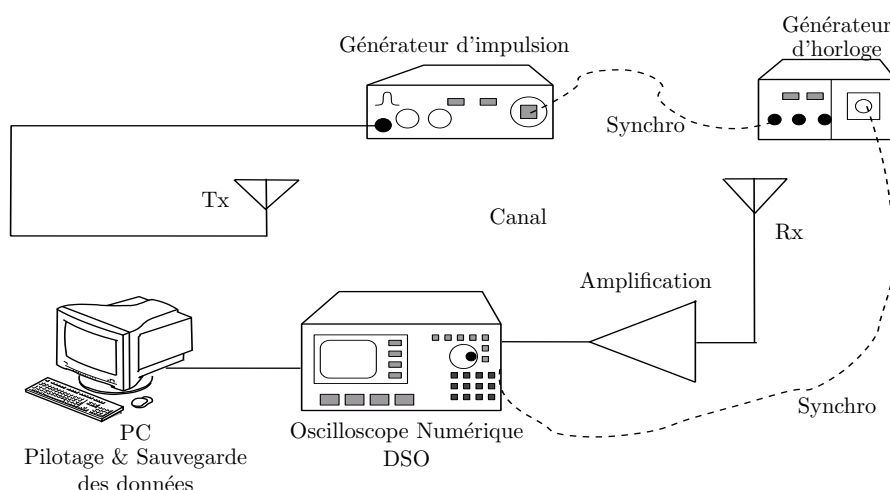 Générateur d'impulsion
Générateur
d'horloge
Synchro
Tx
Canal
Rx
Amplification
Synchro
PC
Pilotage & Sauvegarde
des données
Oscilloscope Numérique
DSO